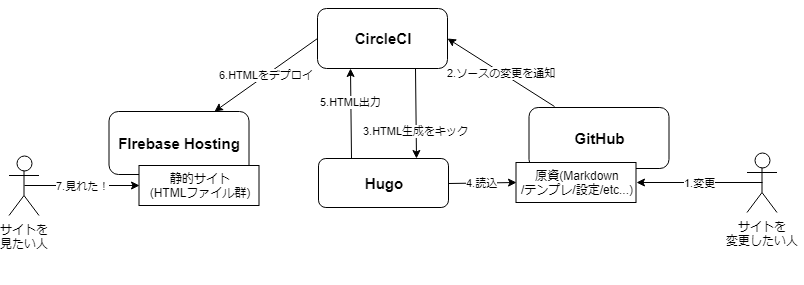 CircleCI
6.HTMLをデプロイ
2.ソースの変更を通知
5.HTML出力
3.HTML生成をキック
FIrebase Hosting
静的サイト
(HTMLファイル群)
GitHub
原資(Markdown
/テンプレ/設定/etc...)
Hugo
4.読込
7.見れた！
1.変更
サイトを
見たい人
サイトを
変更したい人